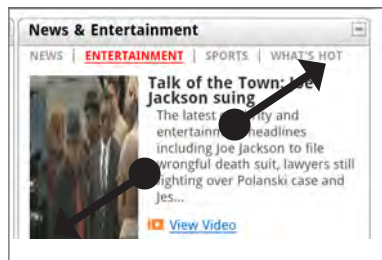 News & Entertainment
NEWS | ENTERTAINMENT | SPORTS | WHAT'S HOT
Talk of the Town: Joe
Jackson suing
The latest and
headlines
including Joe Jackson to file
wrongful death suit, lawyers still
fighting over Polanski case and
Jes...
View Video